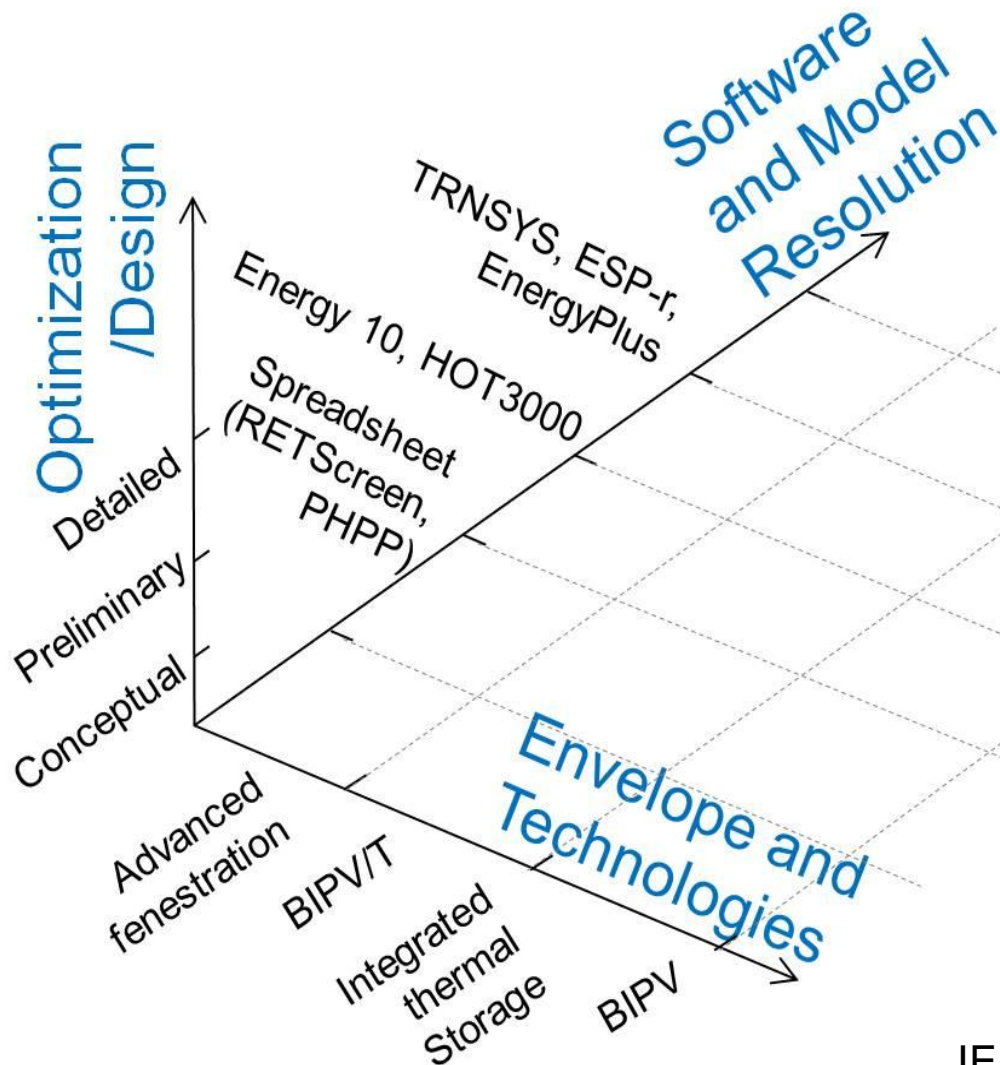 Optimization
/Design
Detailed
Preliminary
Conceptual
Software
and Model
Resolution
TRNSYS, ESP-r,
EnergyPlus
Energy 10, HOT3000
Spreadsheet
(RETScreen,
PHPP)
Envelope and
Technologies
Advanced
fenestration
BIPV/T
Integrated
thermal
Storage
BIPV
IE